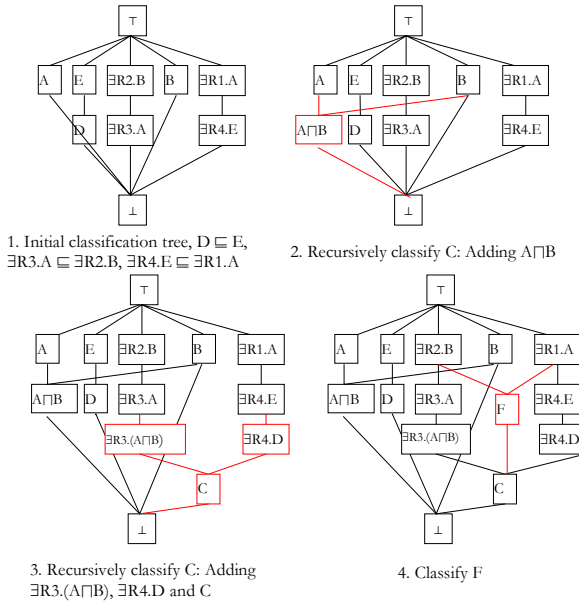 ⊤
A E ∃R2.B B ∃R1.A
D ∃R3.A ∃R4.E
⊥
1. Initial classification tree, D ⊑ E,
∃R3.A ⊑ ∃R2.B, ∃R4.E ⊑ ∃R1.A
⊤
A E ∃R2.B B ∃R1.A
A⊓B D ∃R3.A ∃R4.E
⊥
2. Recursively classify C: Adding A⊓B
⊤
A E ∃R2.B B ∃R1.A
A⊓B D ∃R3.A ∃R4.E
∃R3.(A⊓B) ∃R4.D
C
⊥
3. Recursively classify C: Adding
∃R3.(A⊓B), ∃R4.D and C
⊤
A E ∃R2.B B ∃R1.A
A⊓B D ∃R3.A F ∃R4.E
∃R3.(A⊓B) ∃R4.D
C
⊥
4. Classify F